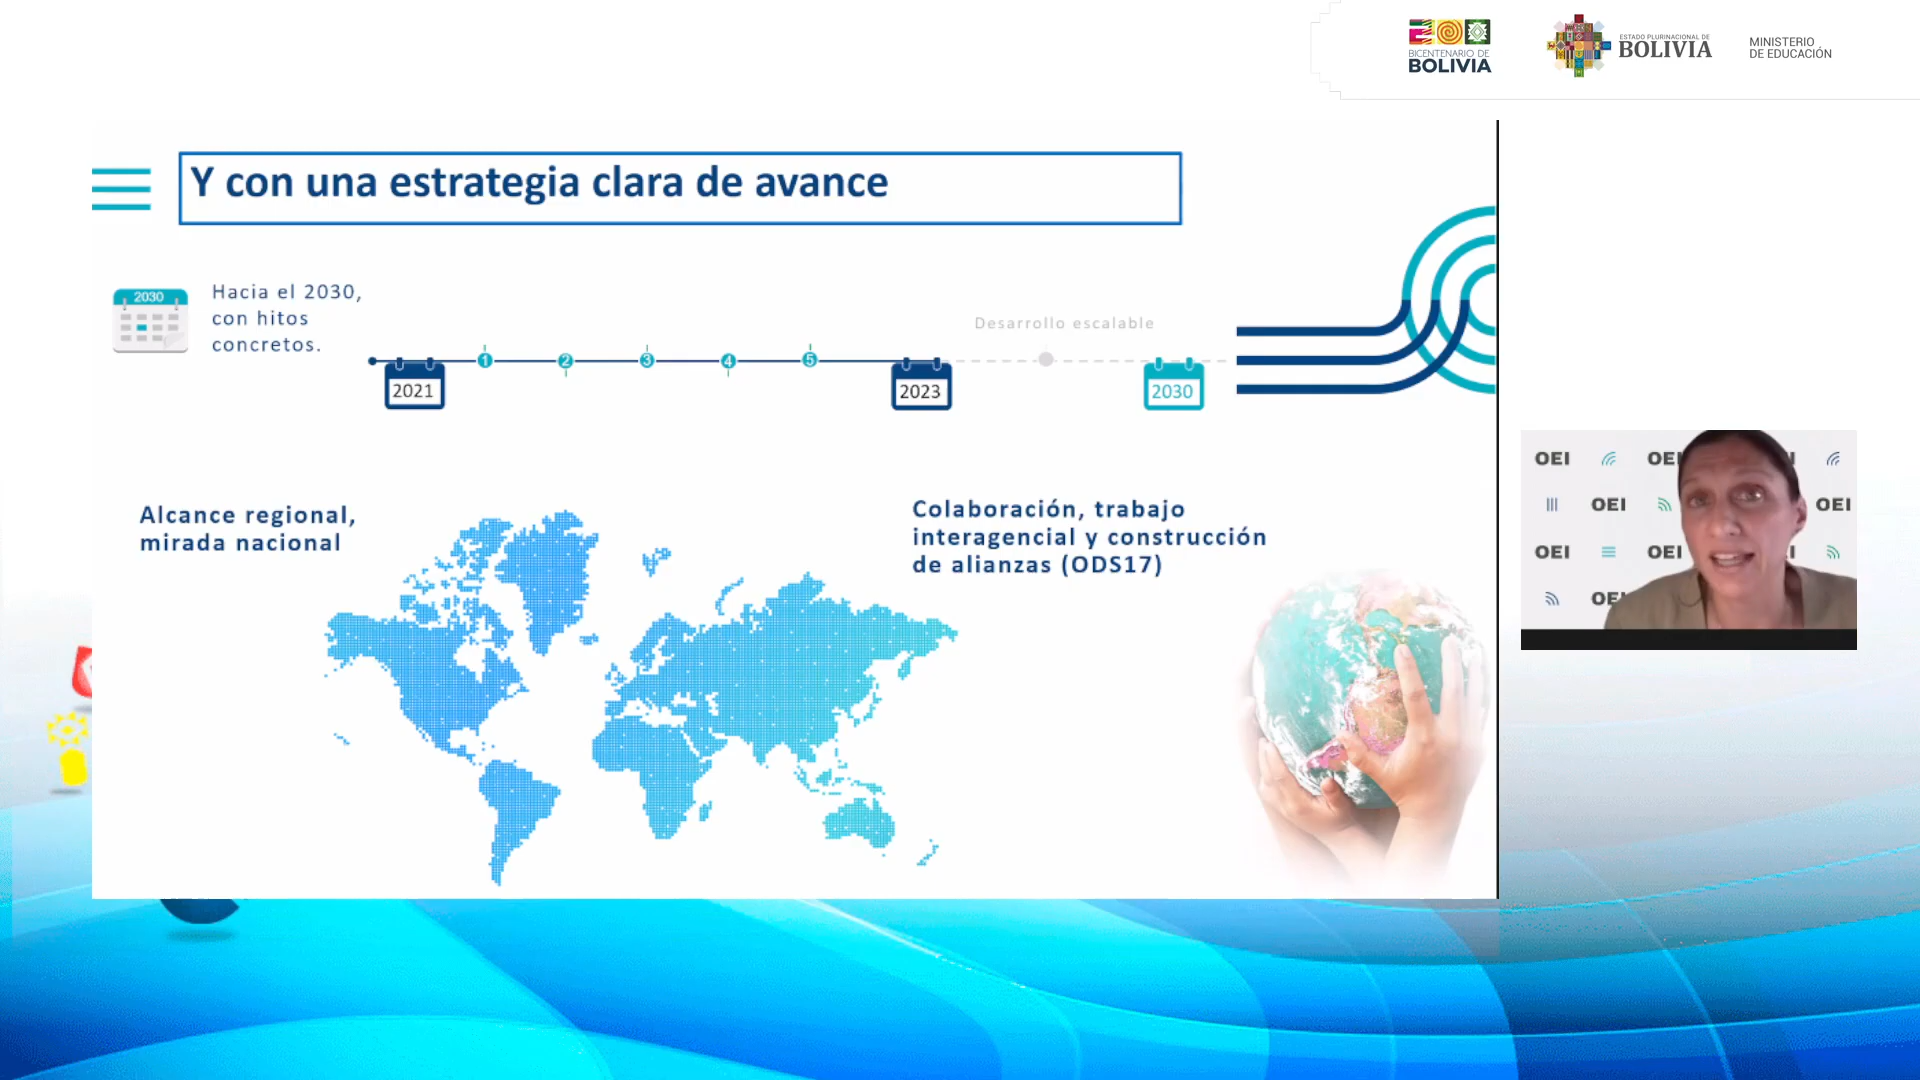 BICENTENARIO DE
BOLIVIA
ESTADO PLURINACIONAL DE
BOLIVIA
MINISTERIO
DE EDUCACIÓN
Y con una estrategia clara de avance
2030
Hacia el 2030,
con hitos
concretos.
Desarrollo escalable
1 2 3 4 5
2021
2023
2030
Alcance regional,
mirada nacional
Colaboración, trabajo
interagencial y construcción
de alianzas (ODS17)
OEI OEI
OEI OEI
OEI OEI
OEI